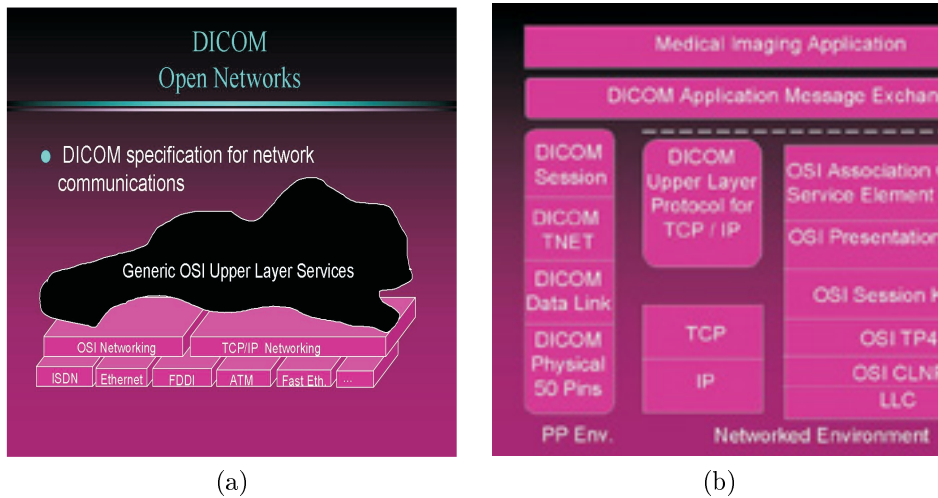 DICOM
Open Networks
DICOM specification for network
communications
Generic OSI Upper Layer Services
OSI Networking
TCP/IP Networking
ISDN
Ethernet
FDDI
ATM
Fast Eth.
...
(a)
Medical Imaging Application
DICOM Application Message Exchan
DICOM
Session
DICOM
TNET
DICOM
Data Link
DICOM
Physical
50 Pins
PP Env.
DICOM
Upper Layer
Protocol for
TCP / IP
TCP
IP
OSI Association
Service Element
OSI Presentation
OSI Session
OSI TP4
OSI CLNP
LLC
Networked Environment
(b)